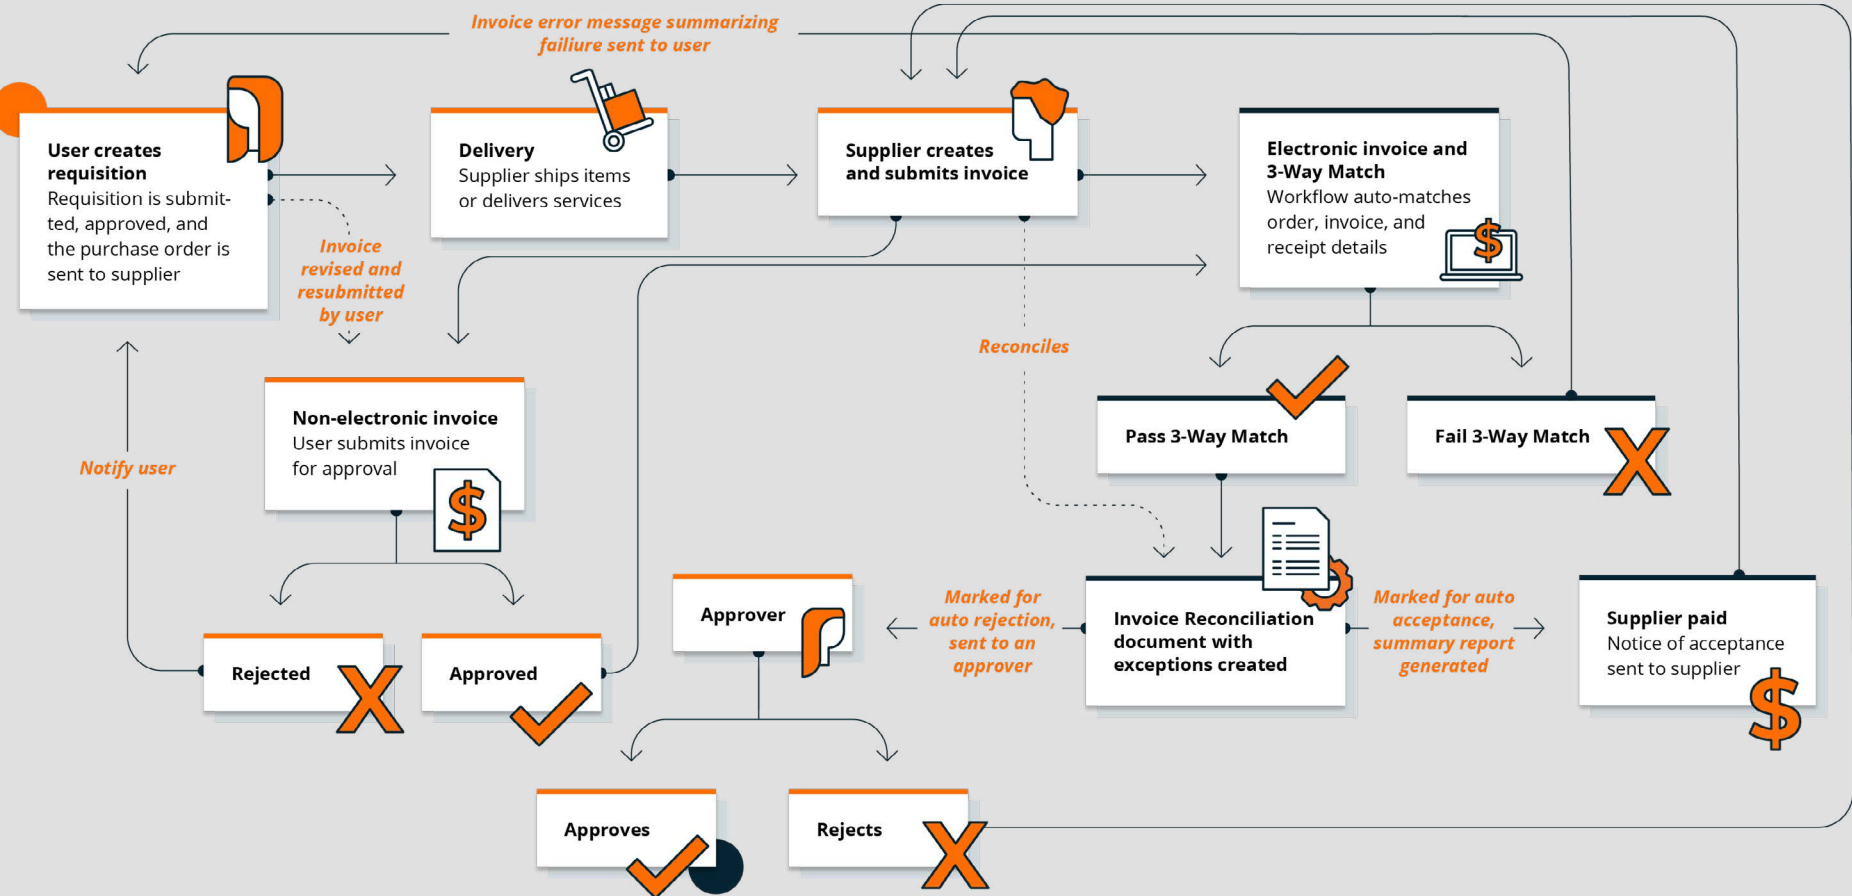 Invoice error message summarizing
failiure sent to user
User creates
requisition
Requisition is submit-
ted, approved, and
the purchase order is
sent to supplier
Delivery
Supplier ships items
or delivers services
Supplier creates
and submits invoice
Electronic invoice and
3-Way Match
Workflow auto-matches
order, invoice, and
receipt details
$
Invoice
revised and
resubmitted
by user
Reconciles
Non-electronic invoice
User submits invoice
for approval
$
Pass 3-Way Match
Fail 3-Way Match
Notify user
Rejected
Approved
Approver
Marked for
auto rejection,
sent to an
approver
Invoice Reconciliation
document with
exceptions created
Marked for auto
acceptance,
summary report
generated
Supplier paid
Notice of acceptance
sent to supplier
$
Approves
Rejects